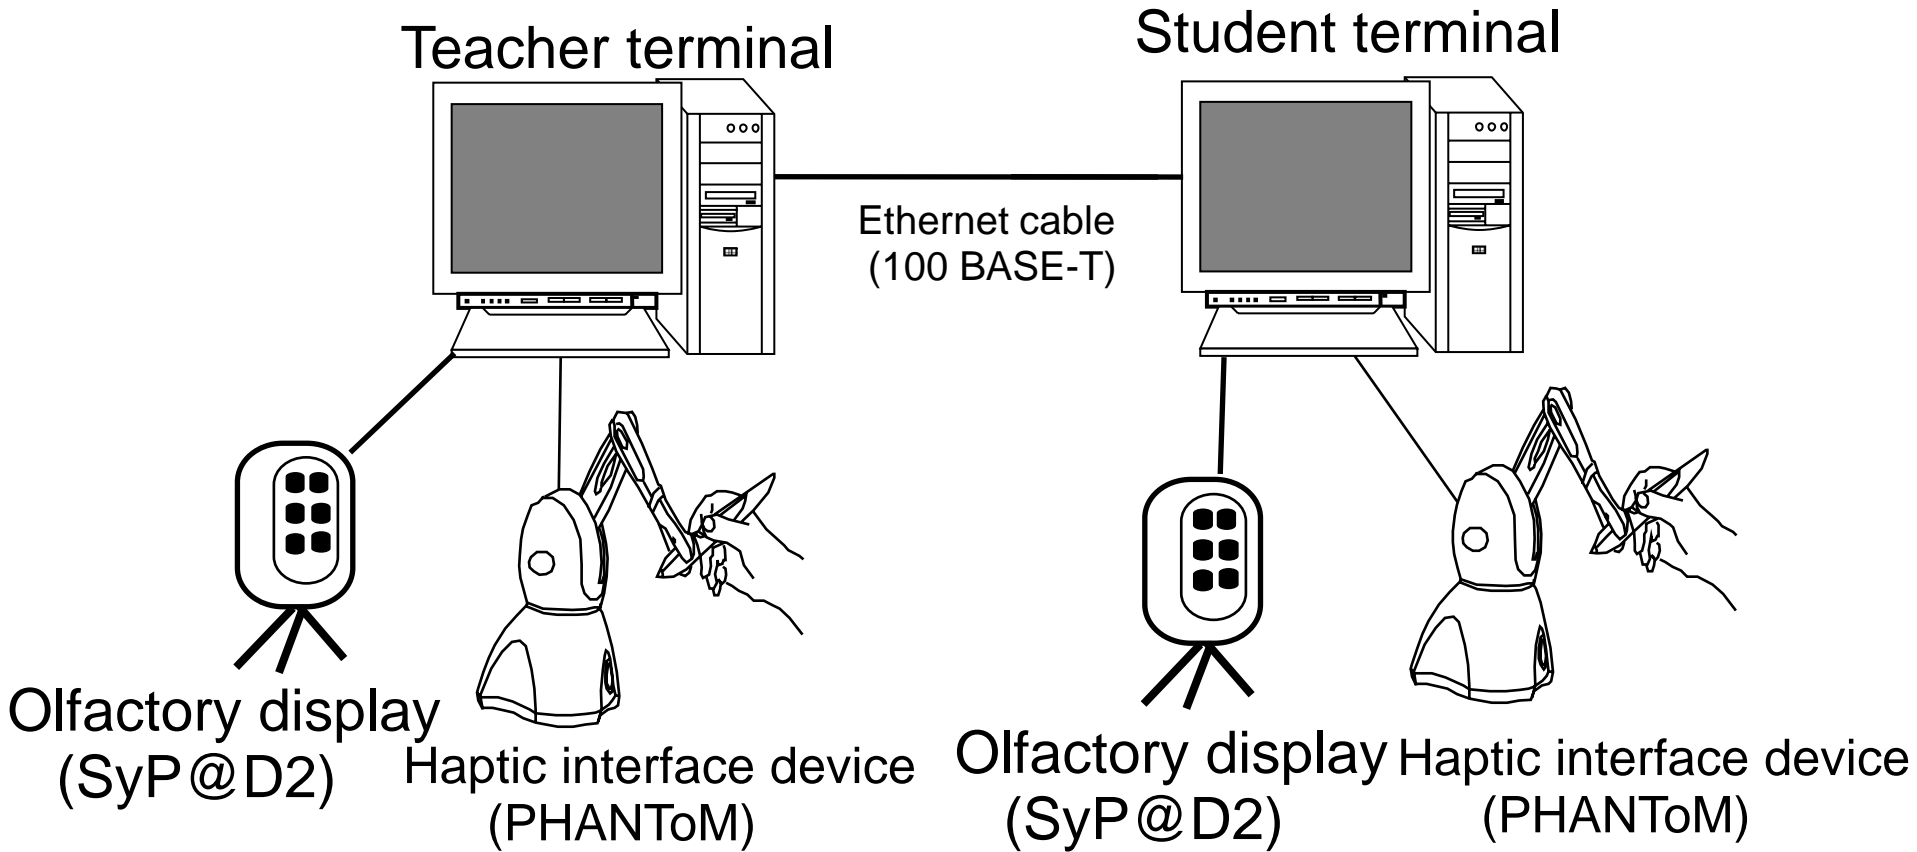 Teacher terminal
Student terminal
Ethernet cable
(100 BASE-T)
Olfactory display
(SyP@D2)
Haptic interface device
(PHANToM)
Olfactory display
(SyP@D2)
Haptic interface device
(PHANToM)